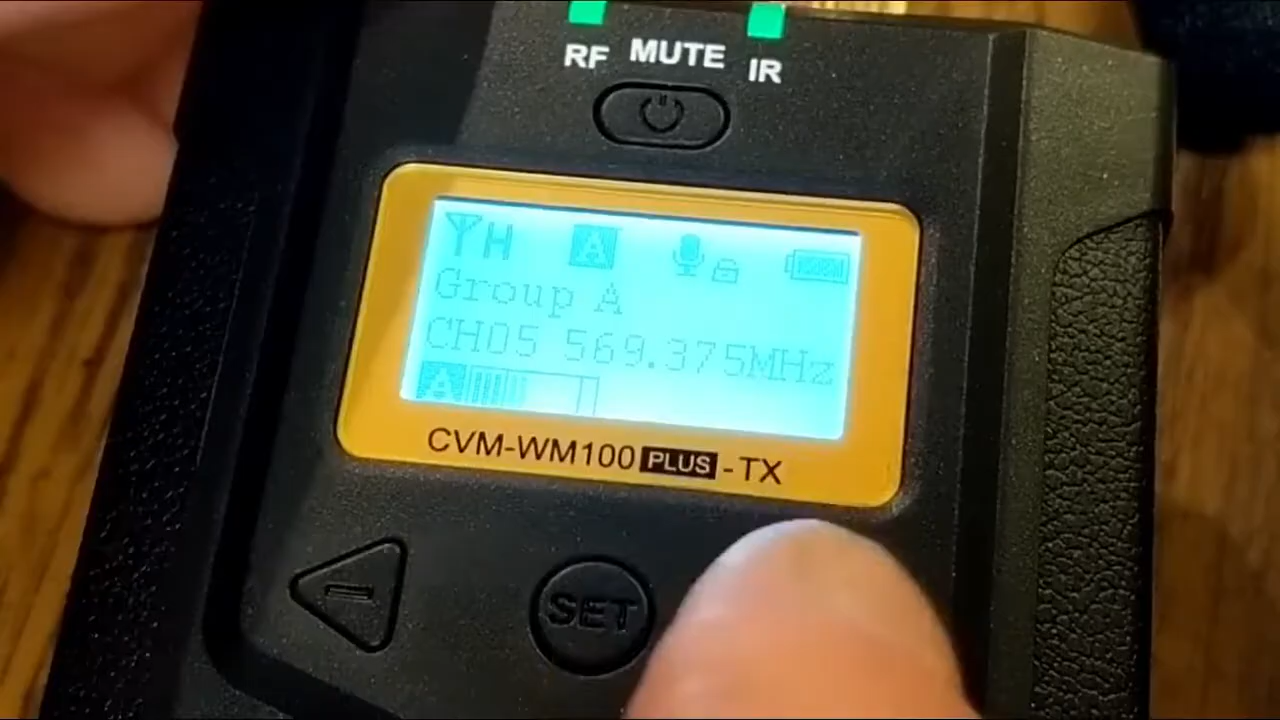 RF MUTE IR
H A
Group A
CH05 569.375MHz
A
CVM-WM100 PLUS -TX
SET